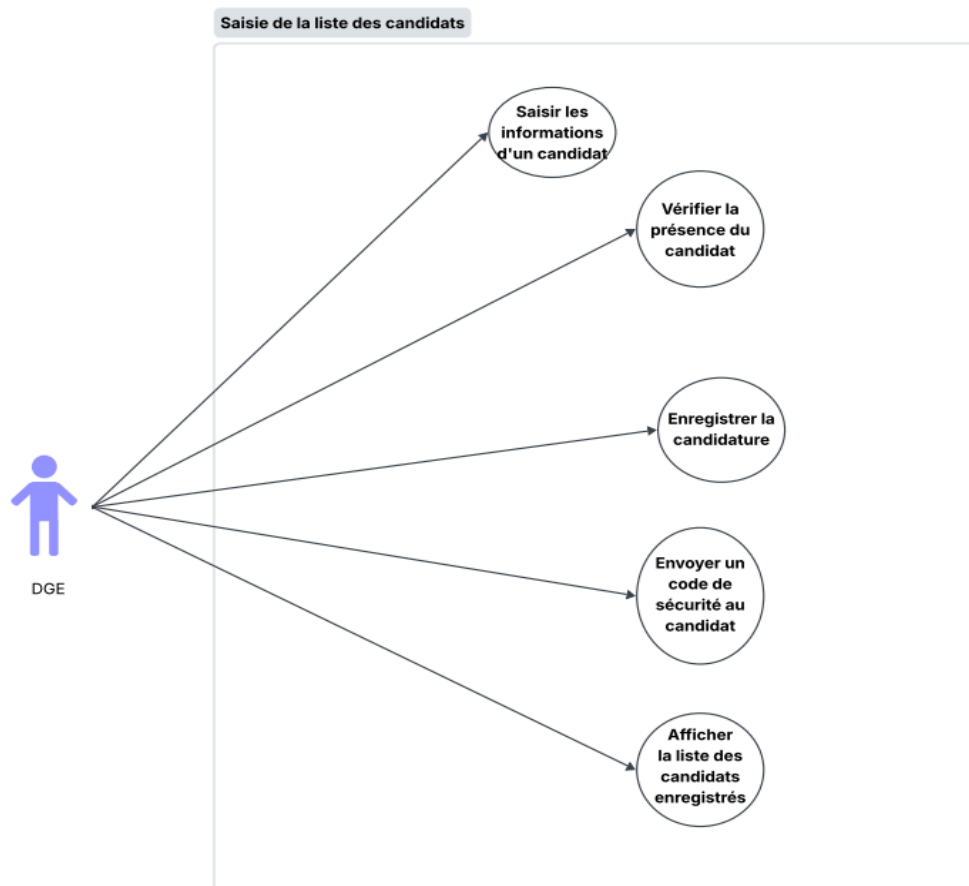 Saisie de la liste des candidats
Saisir les
informations
d'un candidat
Vérifier la
présence du
candidat
Enregistrer la
candidature
DGE
Envoyer un
code de
sécurité au
candidat
Afficher
la liste des
candidats
enregistrés